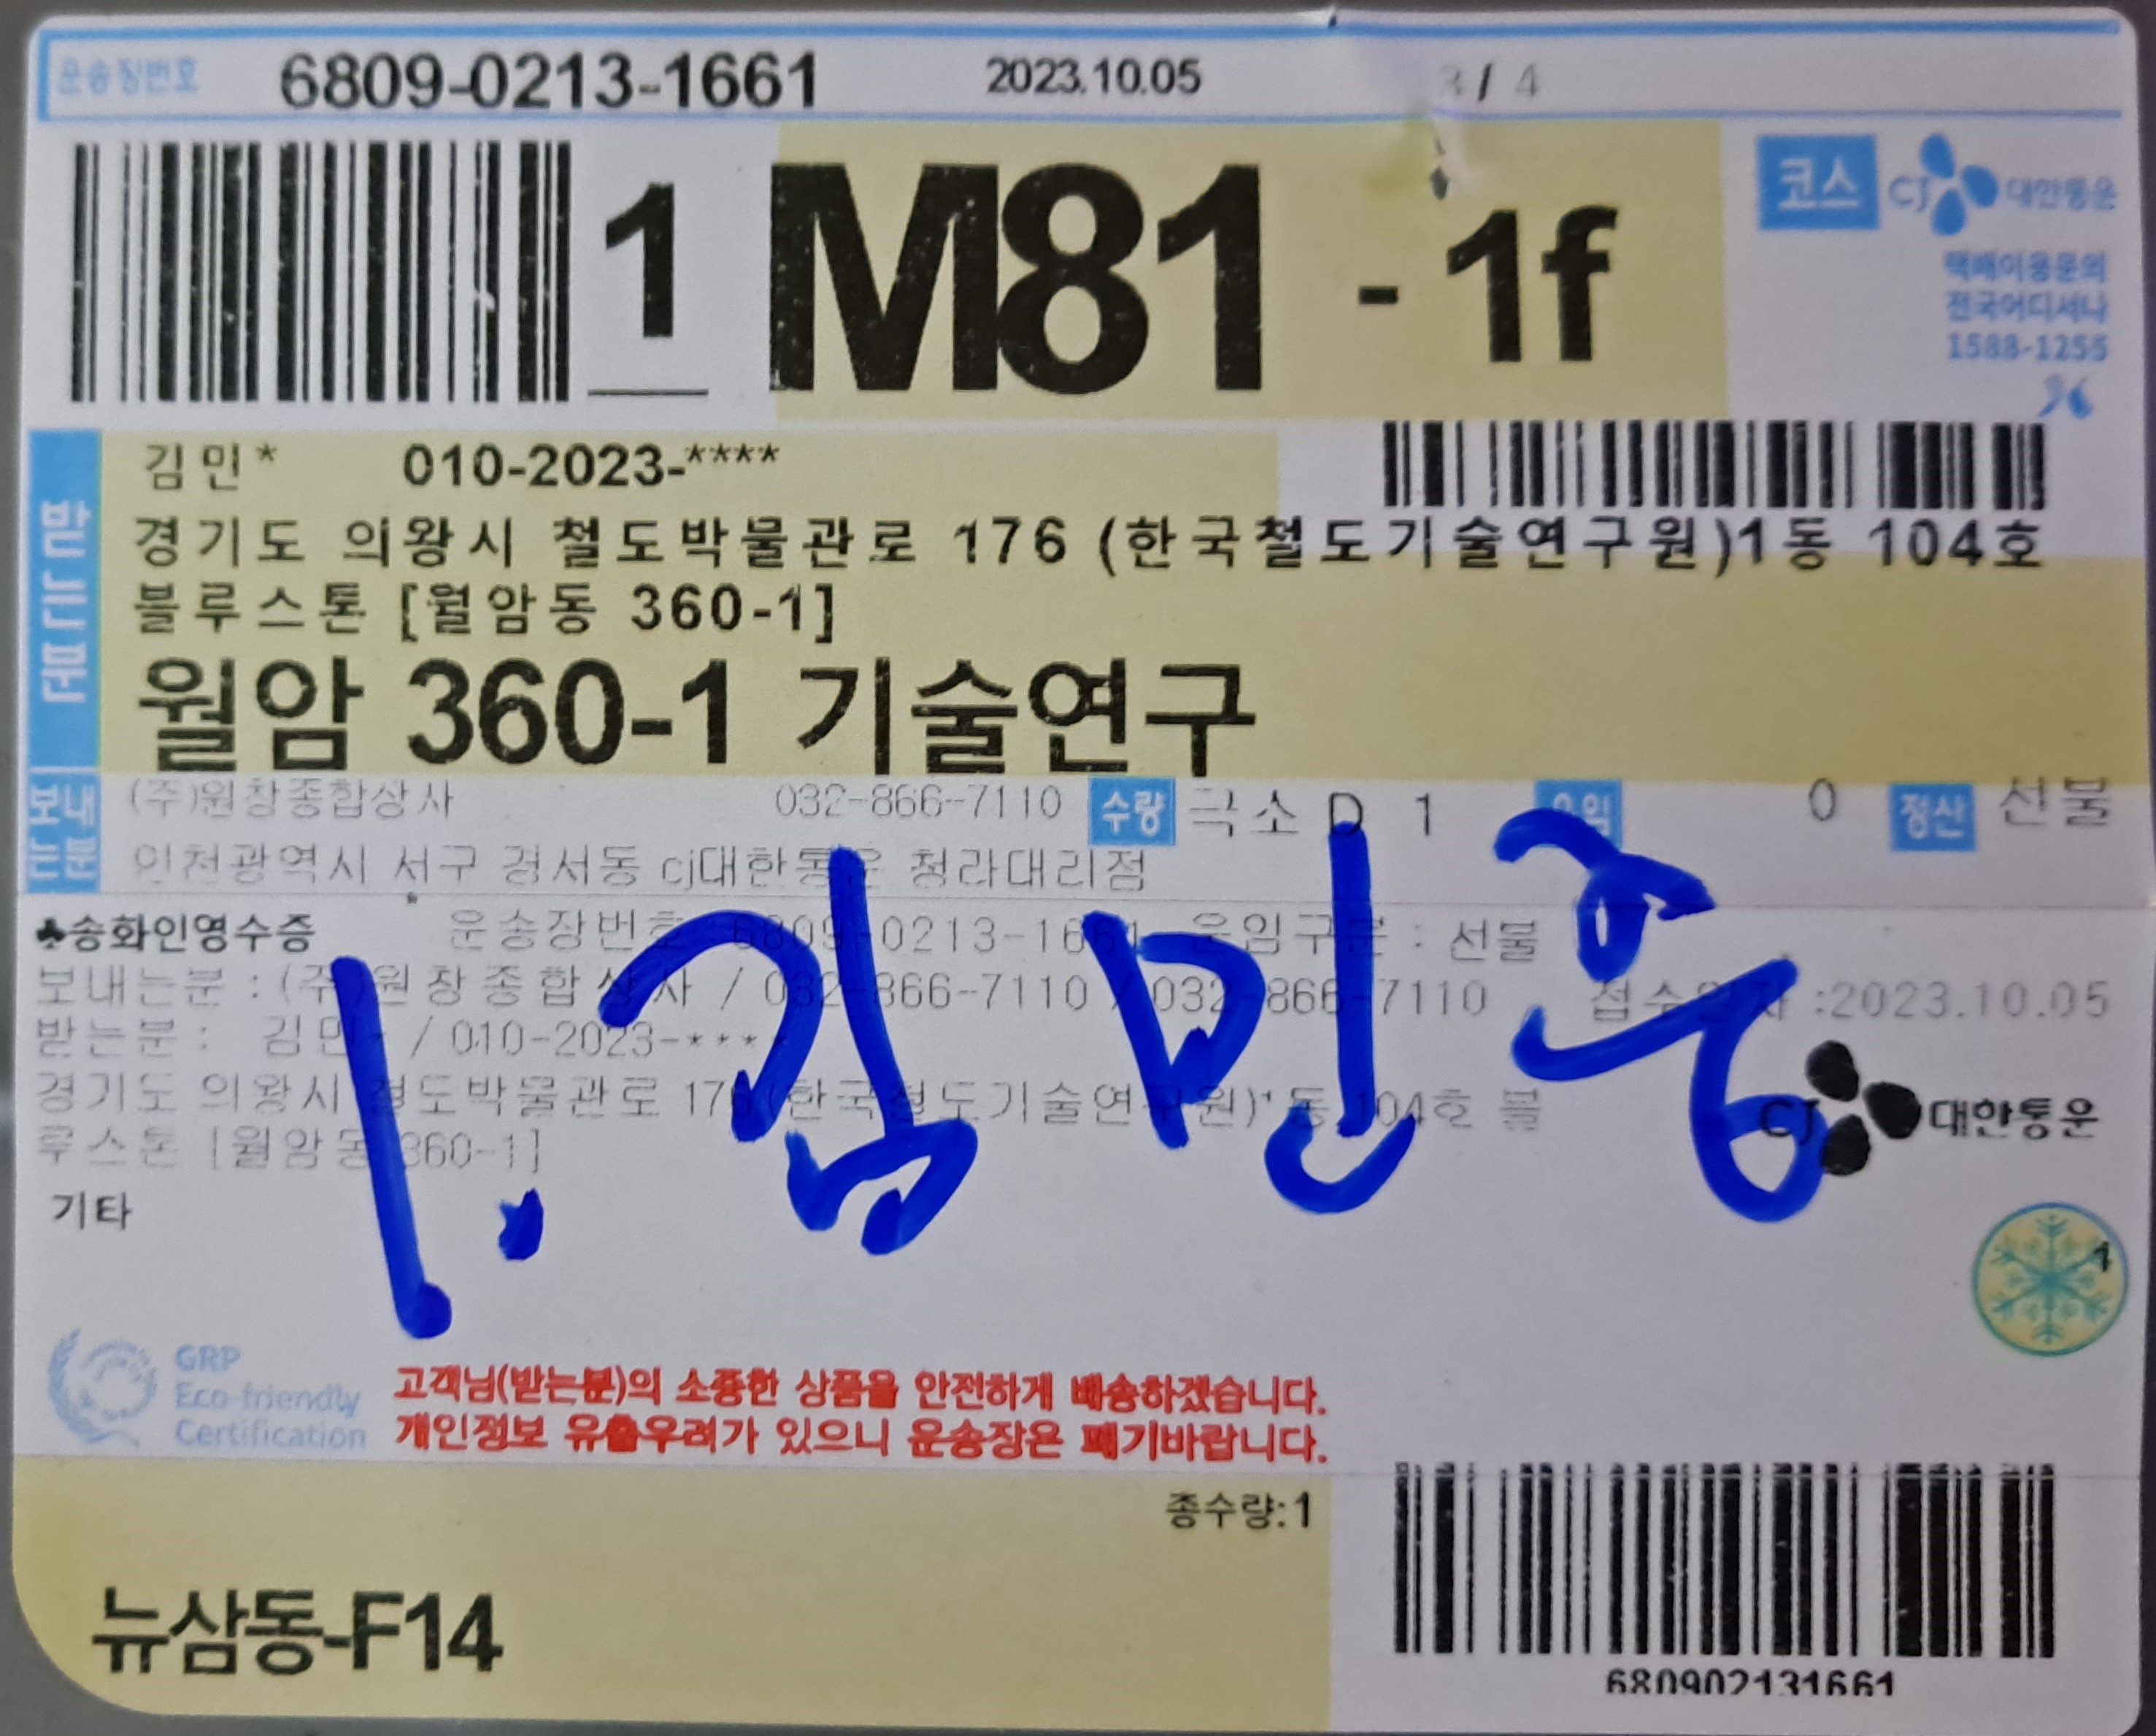 운송장번호 6809-0213-1661 2023.10.05 3 / 4
1 M81 - 1f 코스 CJ대한통운
택배이용문의
전국어디서나
1588-1255
받는분
김민* 010-2023-****
경기도 의왕시 철도박물관로 176 (한국철도기술연구원)1동 104호
블루스톤 [월암동 360-1]
월암 360-1 기술연구
보내는분
(주)원창종합상사 032-866-7110 수량 극소 D 1 운임 0 정산 선불
인천광역시 서구 경서동 cj대한통운 청라대리점
♣송화인영수증 운송장번호 : 6809-0213-1661 운임구분 : 선불
보내는분 : (주)원창종합상사 / 032-866-7110 / 032-866-7110 접수일자 :2023.10.05
받는분 : 김민* / 010-2023-****
경기도 의왕시 철도박물관로 176 (한국철도기술연구원)1동 104호 블
루스톤 [월암동 360-1]
1. 김민중
CJ대한통운
기타
1
GRP
Eco-friendly
Certification
고객님(받는분)의 소중한 상품을 안전하게 배송하겠습니다.
개인정보 유출우려가 있으니 운송장은 폐기바랍니다.
총수량:1
뉴삼동-F14
680902131661